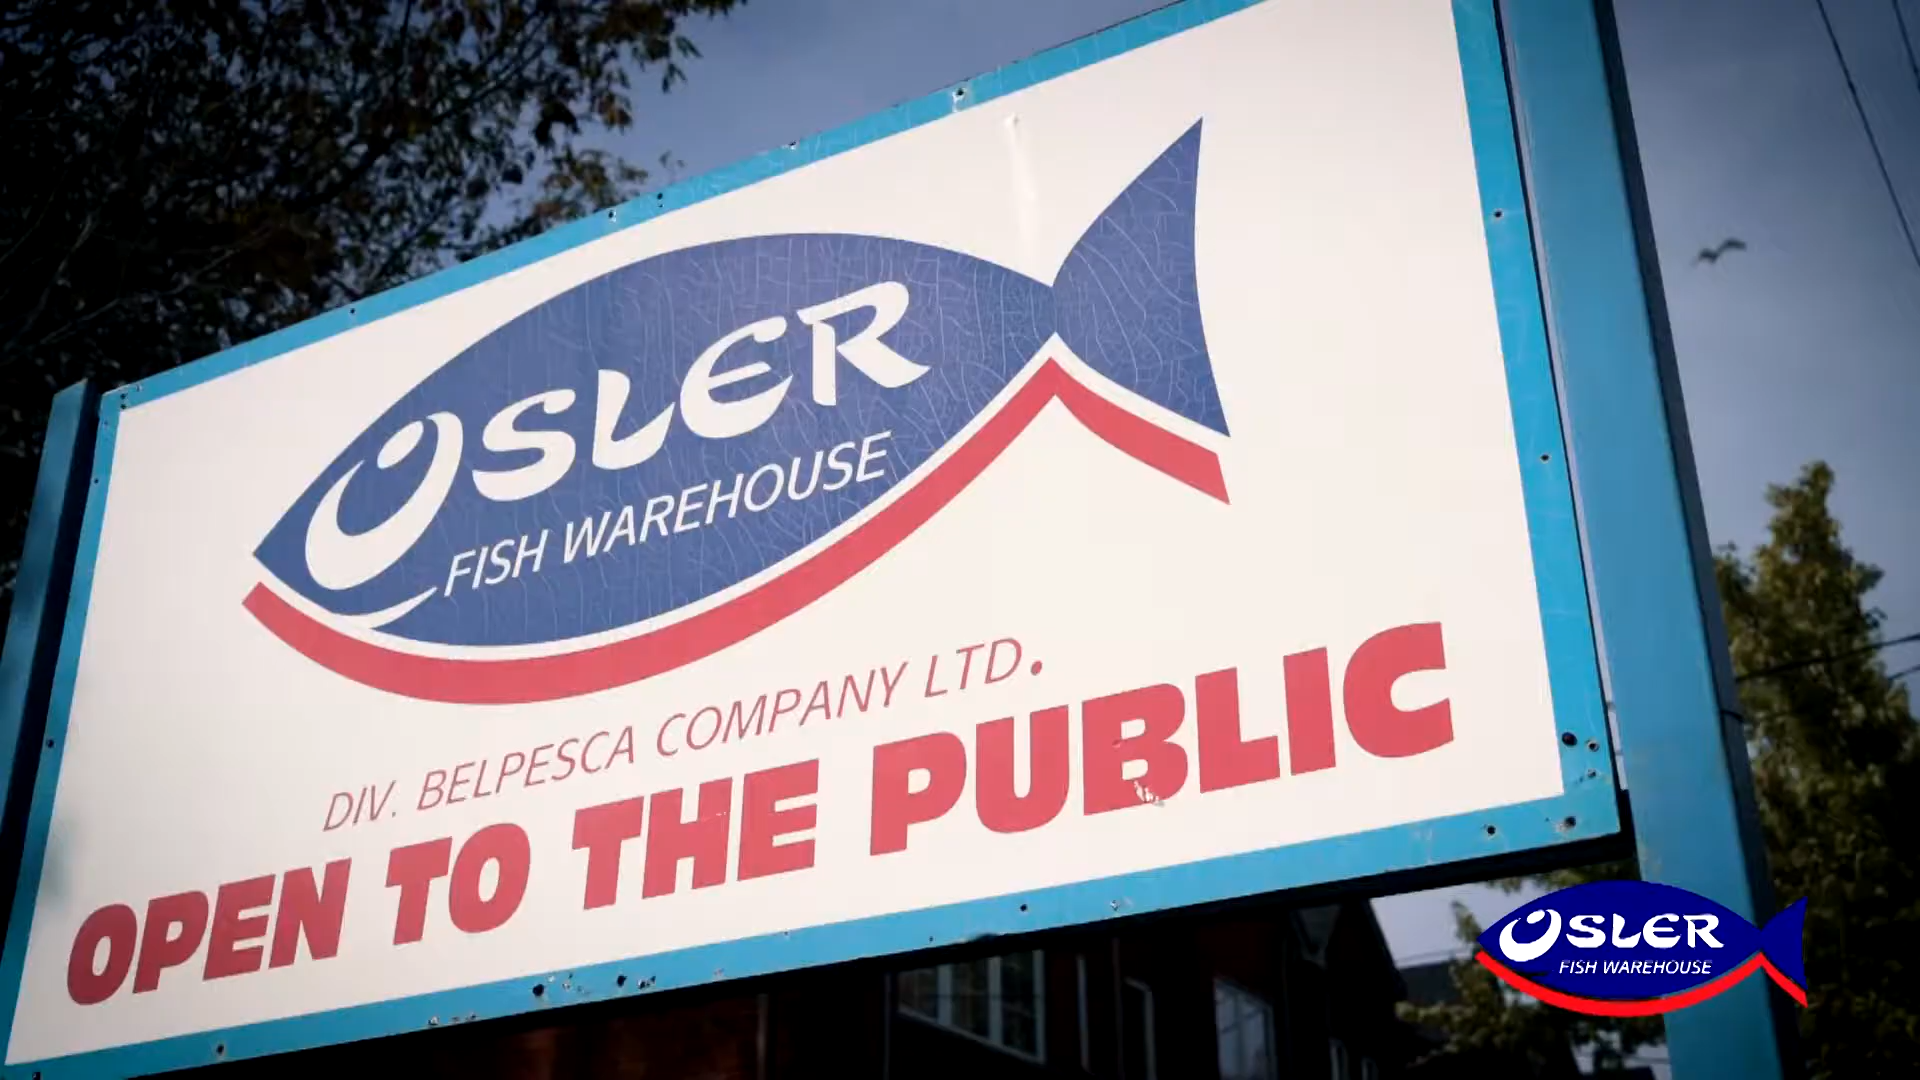 OSLER
FISH WAREHOUSE
DIV. BELPESCA COMPANY LTD.
OPEN TO THE PUBLIC
OSLER
FISH WAREHOUSE